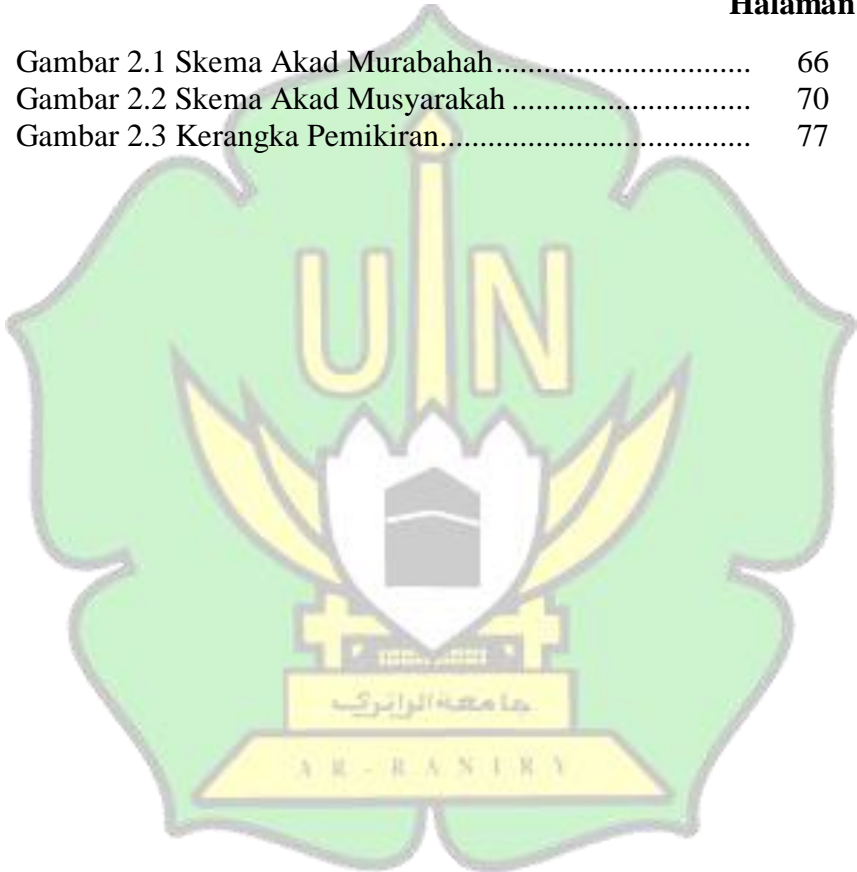 Halaman
Gambar 2.1 Skema Akad Murabahah................................ 66
Gambar 2.2 Skema Akad Musyarakah .............................. 70
Gambar 2.3 Kerangka Pemikiran....................................... 77
UIN
جامعة الرانري
AR-RANIRY